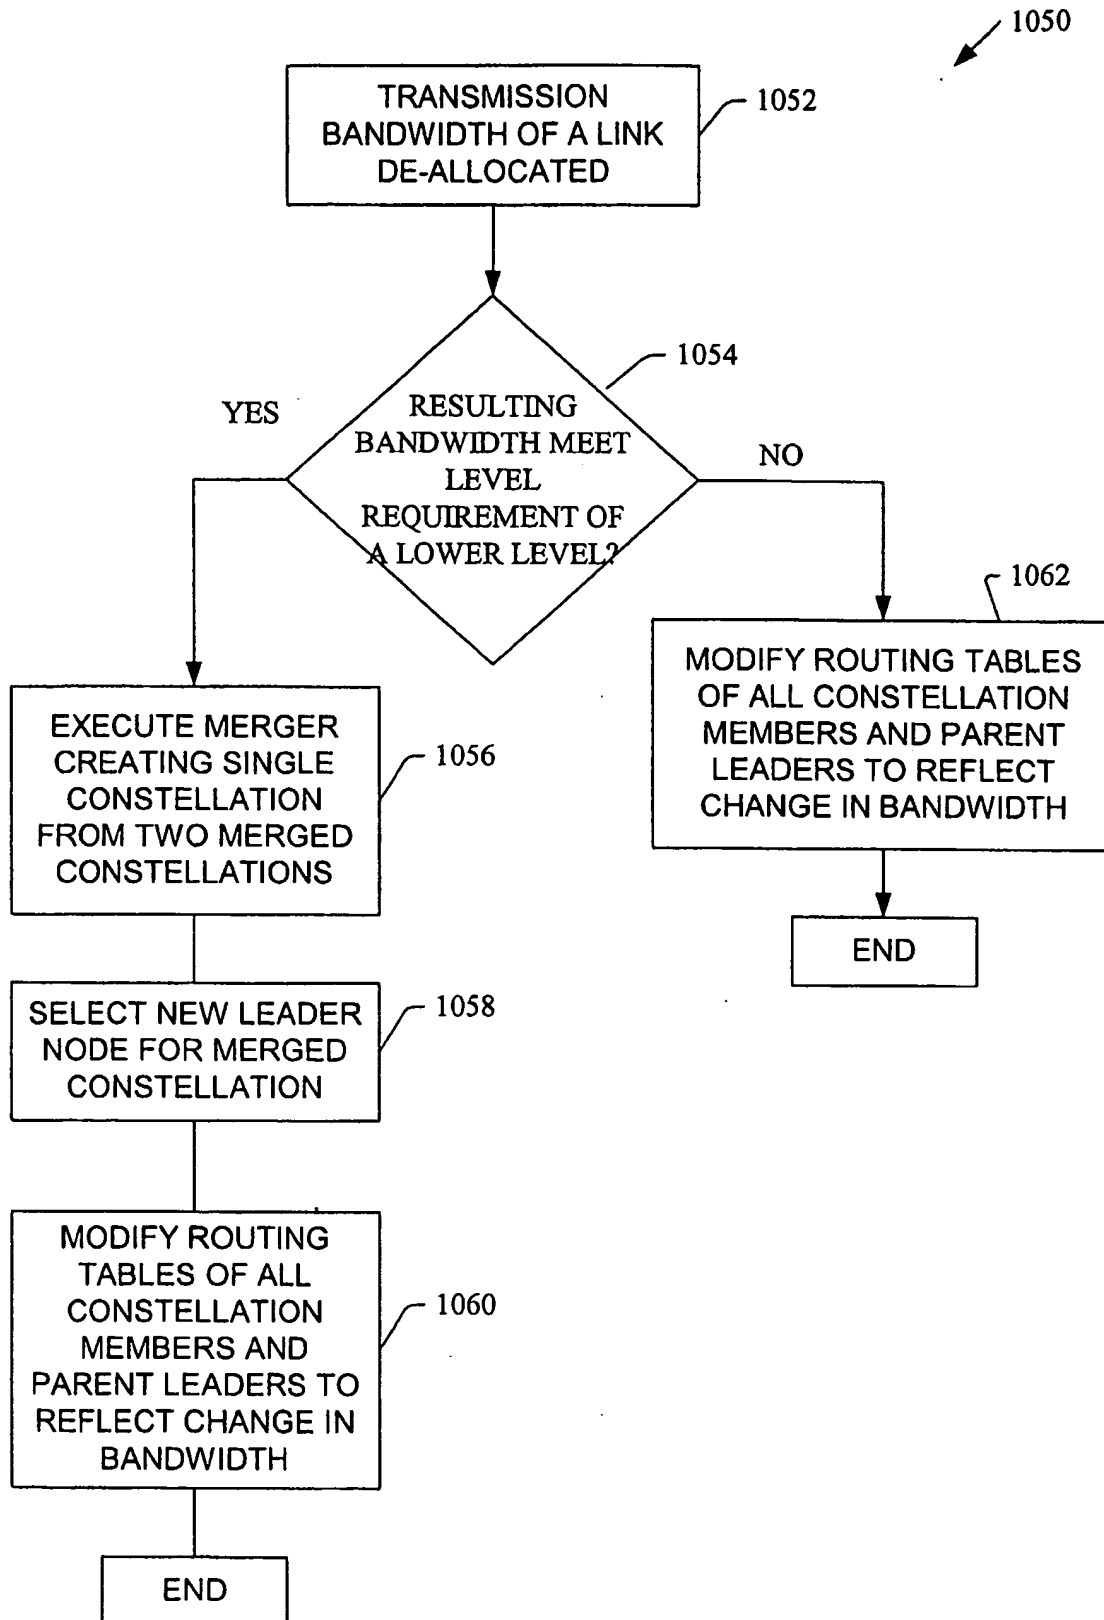 1050
TRANSMISSION
BANDWIDTH OF A LINK
DE-ALLOCATED
1052
1054
YES
RESULTING
BANDWIDTH MEET
LEVEL
REQUIREMENT OF
A LOWER LEVEL?
NO
1062
MODIFY ROUTING TABLES
OF ALL CONSTELLATION
MEMBERS AND PARENT
LEADERS TO REFLECT
CHANGE IN BANDWIDTH
END
EXECUTE MERGER
CREATING SINGLE
CONSTELLATION
FROM TWO MERGED
CONSTELLATIONS
1056
SELECT NEW LEADER
NODE FOR MERGED
CONSTELLATION
1058
MODIFY ROUTING
TABLES OF ALL
CONSTELLATION
MEMBERS AND
PARENT LEADERS TO
REFLECT CHANGE IN
BANDWIDTH
1060
END